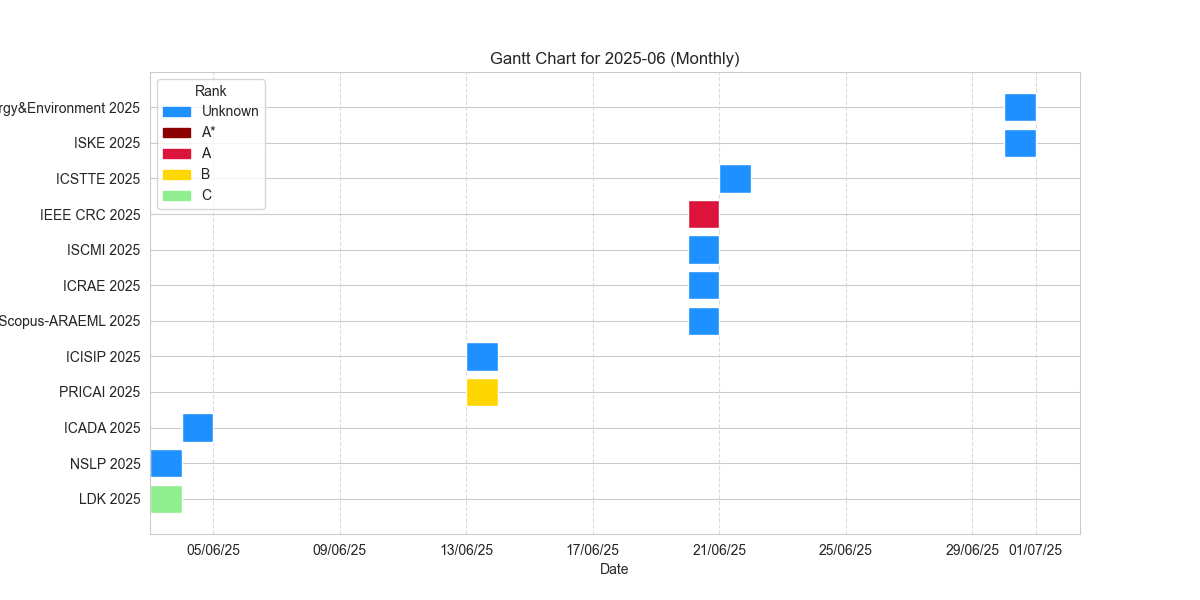 Gantt Chart for 2025-06 (Monthly)
Rank
Unknown
A*
A
B
C
rgy&Environment 2025
ISKE 2025
ICSTTE 2025
IEEE CRC 2025
ISCMI 2025
ICRAE 2025
Scopus-ARAEML 2025
ICISIP 2025
PRICAI 2025
ICADA 2025
NSLP 2025
LDK 2025
05/06/25 09/06/25 13/06/25 17/06/25 21/06/25 25/06/25 29/06/25 01/07/25
Date